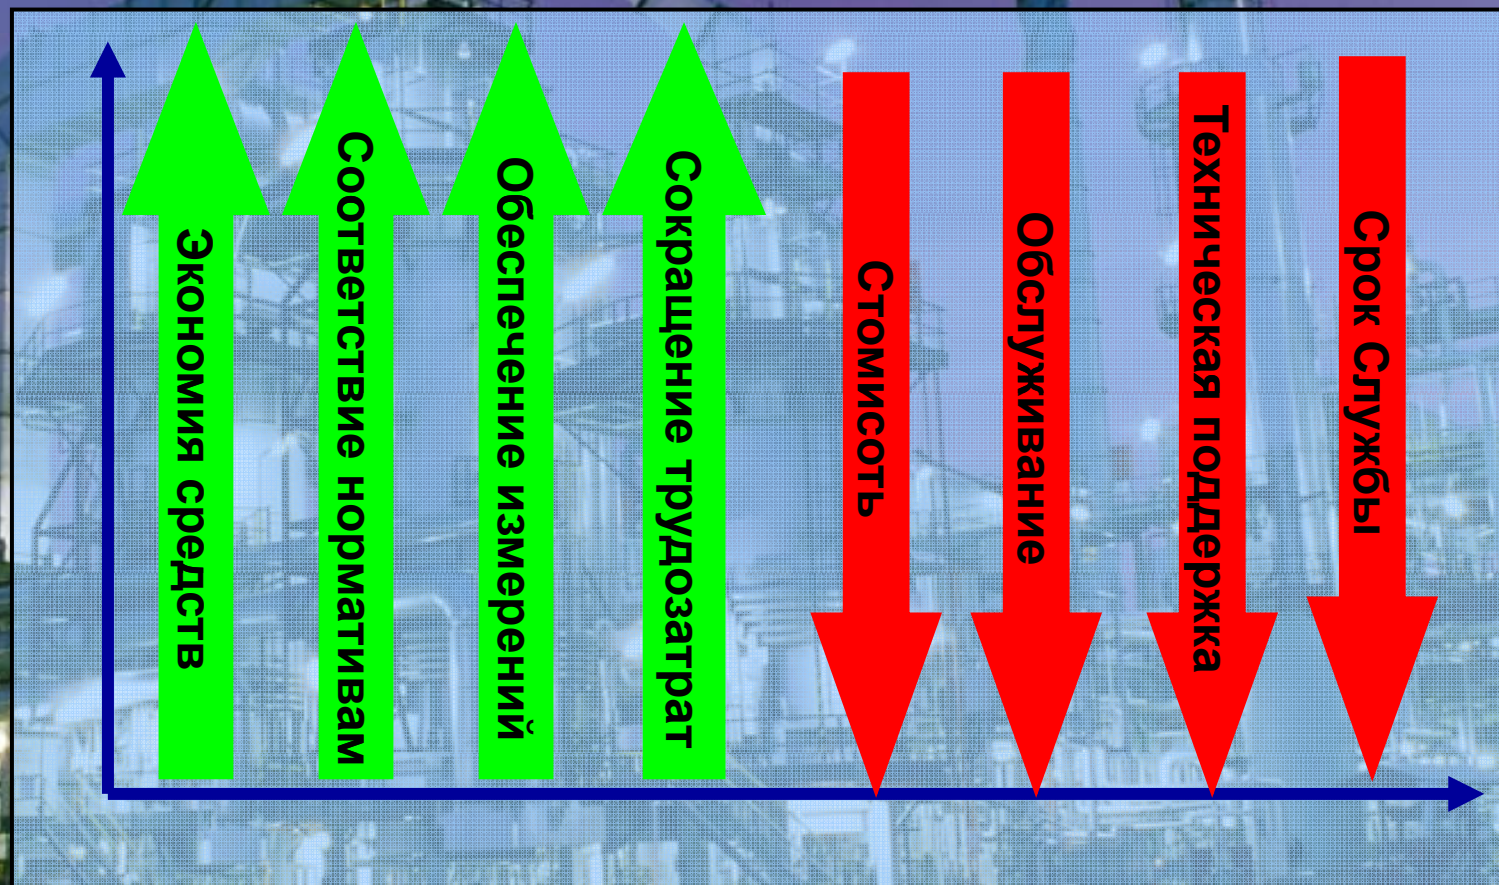 Экономия средств
Соответствие нормативам
Обеспечение измерений
Сокращение трудозатрат
Стомисоть
Обслуживание
Техническая поддержка
Срок Службы